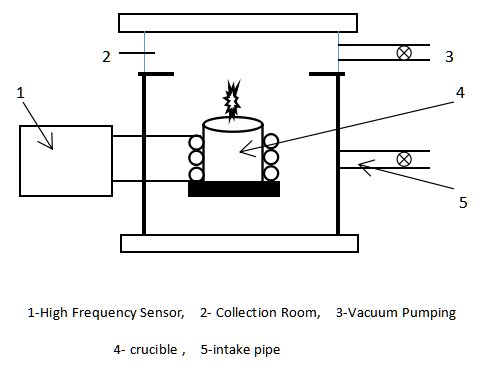 2
3
1
4
5
1-High Frequency Sensor, 2- Collection Room, 3-Vacuum Pumping
4- crucible , 5-intake pipe